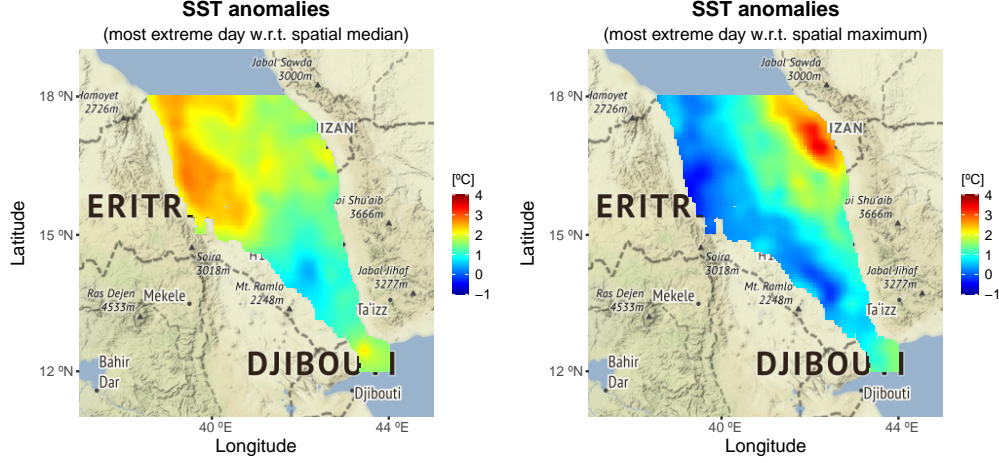 SST anomalies
(most extreme day w.r.t. spatial median)
Jabal Sawda
3000m
18 ºN
Hamoyet
2726m
JIZAN
[ºC]
4
3
2
1
0
−1
bi Shu'aib
3666m
ERITR
15 ºN
Soira
3018m
HI
Jabal Jihaf
3277m
Mt. Ramlo
2248m
Ras Dejen
4533m
Mekele
Ta'izz
12 ºN
Bahir
Dar
DJIBOUTI
Djibouti
40 ºE
44 ºE
Longitude
Latitude
SST anomalies
(most extreme day w.r.t. spatial maximum)
Jabal Sawda
3000m
18 ºN
Hamoyet
2726m
IZAN
[ºC]
4
3
2
1
0
−1
bi Shu'aib
3666m
ERITR
15 ºN
Soira
3018m
H
Jabal Jihaf
3277m
Mt. Ramlo
2248m
Ras Dejen
4533m
Mekele
Ta'izz
12 ºN
Bahir
Dar
DJIBOUTI
Djibouti
40 ºE
44 ºE
Longitude
Latitude